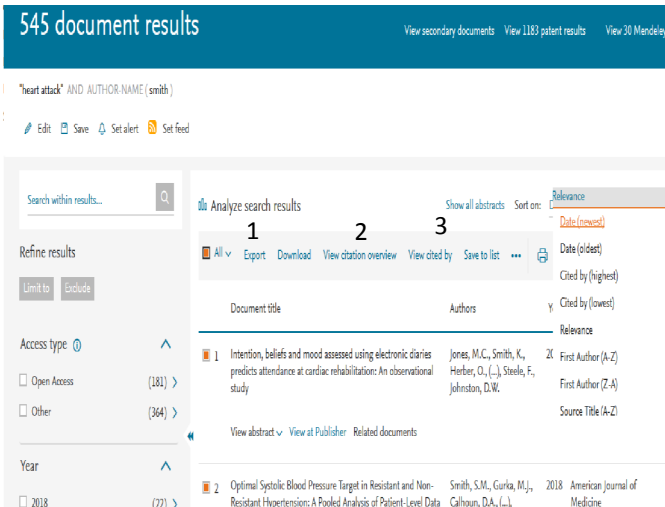 545 document results
View secondary documents View 1183 patent results View 30 Mendeley
"heart attack" AND AUTHOR-NAME ( smith )
Edit Save Set alert Set feed
Search within results...
Analyze search results
Show all abstracts Sort on:
Relevance
Date (newest)
Date (oldest)
Cited by (highest)
Cited by (lowest)
Relevance
First Author (A-Z)
First Author (Z-A)
Source Title (A-Z)
1 2 3
Refine results
Limit to Exclude
All Export Download View citation overview View cited by Save to list •••
Document title Authors Y
Access type
Open Access (181)
Other (364)
Year
2018 (22)
1 Intention, beliefs and mood assessed using electronic diaries
predicts attendance at cardiac rehabilitation: An observational
study
Jones, M.C., Smith, K.,
Herber, O., (...), Steele, F.,
Johnston, D.W.
20
View abstract View at Publisher Related documents
2 Optimal Systolic Blood Pressure Target in Resistant and Non-
Resistant Hypertension: A Pooled Analysis of Patient-Level Data
Smith, S.M., Gurka, M.J.,
Calhoun, D.A., (...),
2018 American Journal of
Medicine